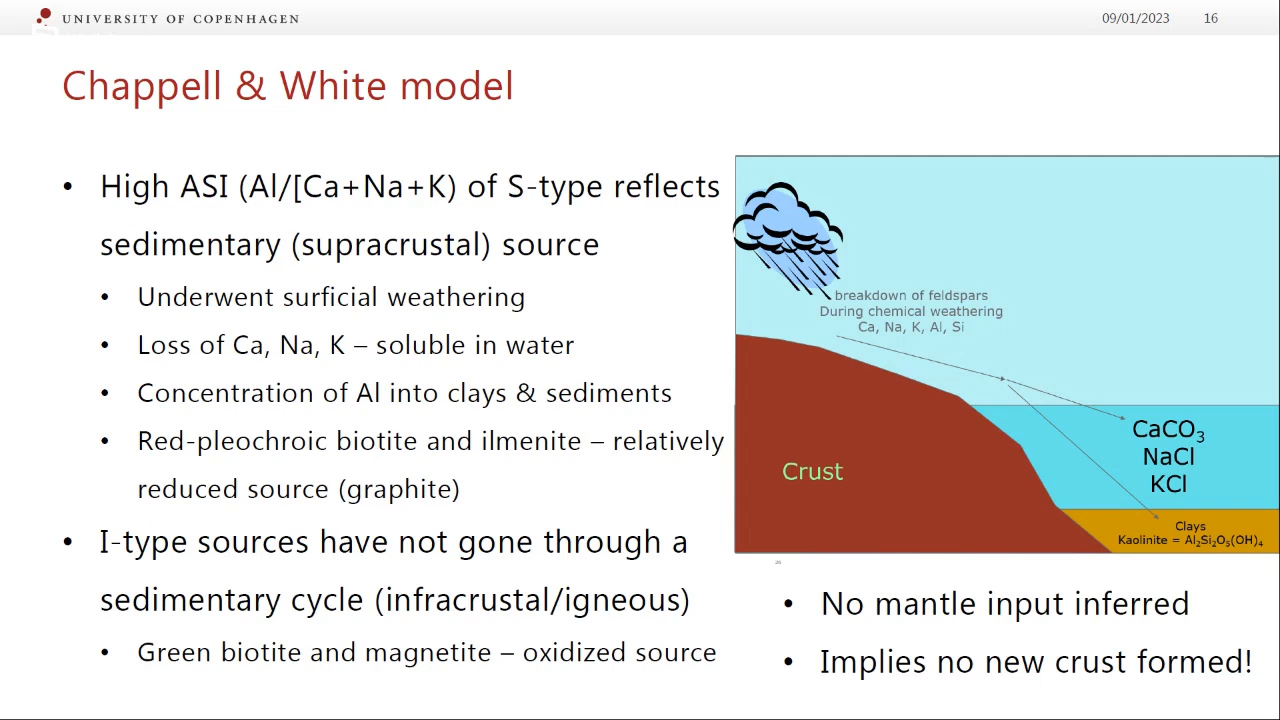 UNIVERSITY OF COPENHAGEN
09/01/2023 16
Chappell & White model
• High ASI (Al/[Ca+Na+K) of S-type reflects
sedimentary (supracrustal) source
• Underwent surficial weathering
• Loss of Ca, Na, K – soluble in water
• Concentration of Al into clays & sediments
• Red-pleochroic biotite and ilmenite – relatively
reduced source (graphite)
• I-type sources have not gone through a
sedimentary cycle (infracrustal/igneous)
• Green biotite and magnetite – oxidized source
breakdown of feldspars
During chemical weathering
Ca, Na, K, Al, Si
Crust
CaCO₃
NaCl
KCl
Clays
Kaolinite = Al₂Si₂O₅(OH)₄
• No mantle input inferred
• Implies no new crust formed!